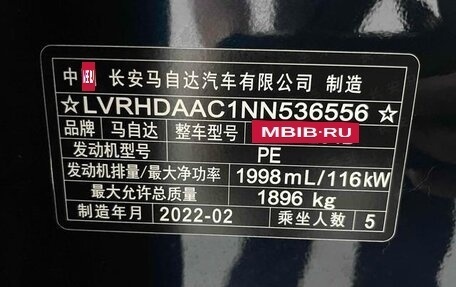 中 长安马自达汽车有限公司 制造
☆LVRHDAAC1NN536556☆
品牌 马自达 整车型号 MBIB·RU
发动机型号 PE
发动机排量/最大净功率 1998mL/116kW
最大允许总质量 1896 kg
制造年月 2022-02 乘坐人数 5